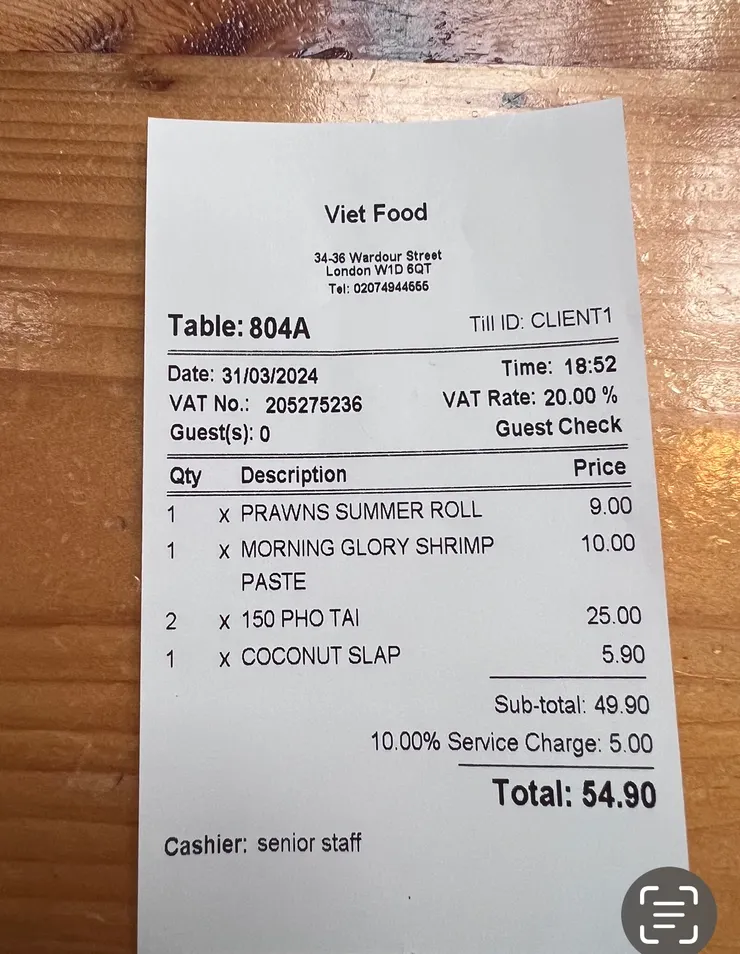 Viet Food
34-36 Wardour Street
London W1D 6QT
Tel: 02074944555
Table: 804A Till ID: CLIENT1
Date: 31/03/2024 Time: 18:52
VAT No.: 205275236 VAT Rate: 20.00 %
Guest(s): 0 Guest Check
Qty Description Price
1 x PRAWNS SUMMER ROLL 9.00
1 x MORNING GLORY SHRIMP 10.00
PASTE
2 x 150 PHO TAI 25.00
1 x COCONUT SLAP 5.90
Sub-total: 49.90
10.00% Service Charge: 5.00
Total: 54.90
Cashier: senior staff